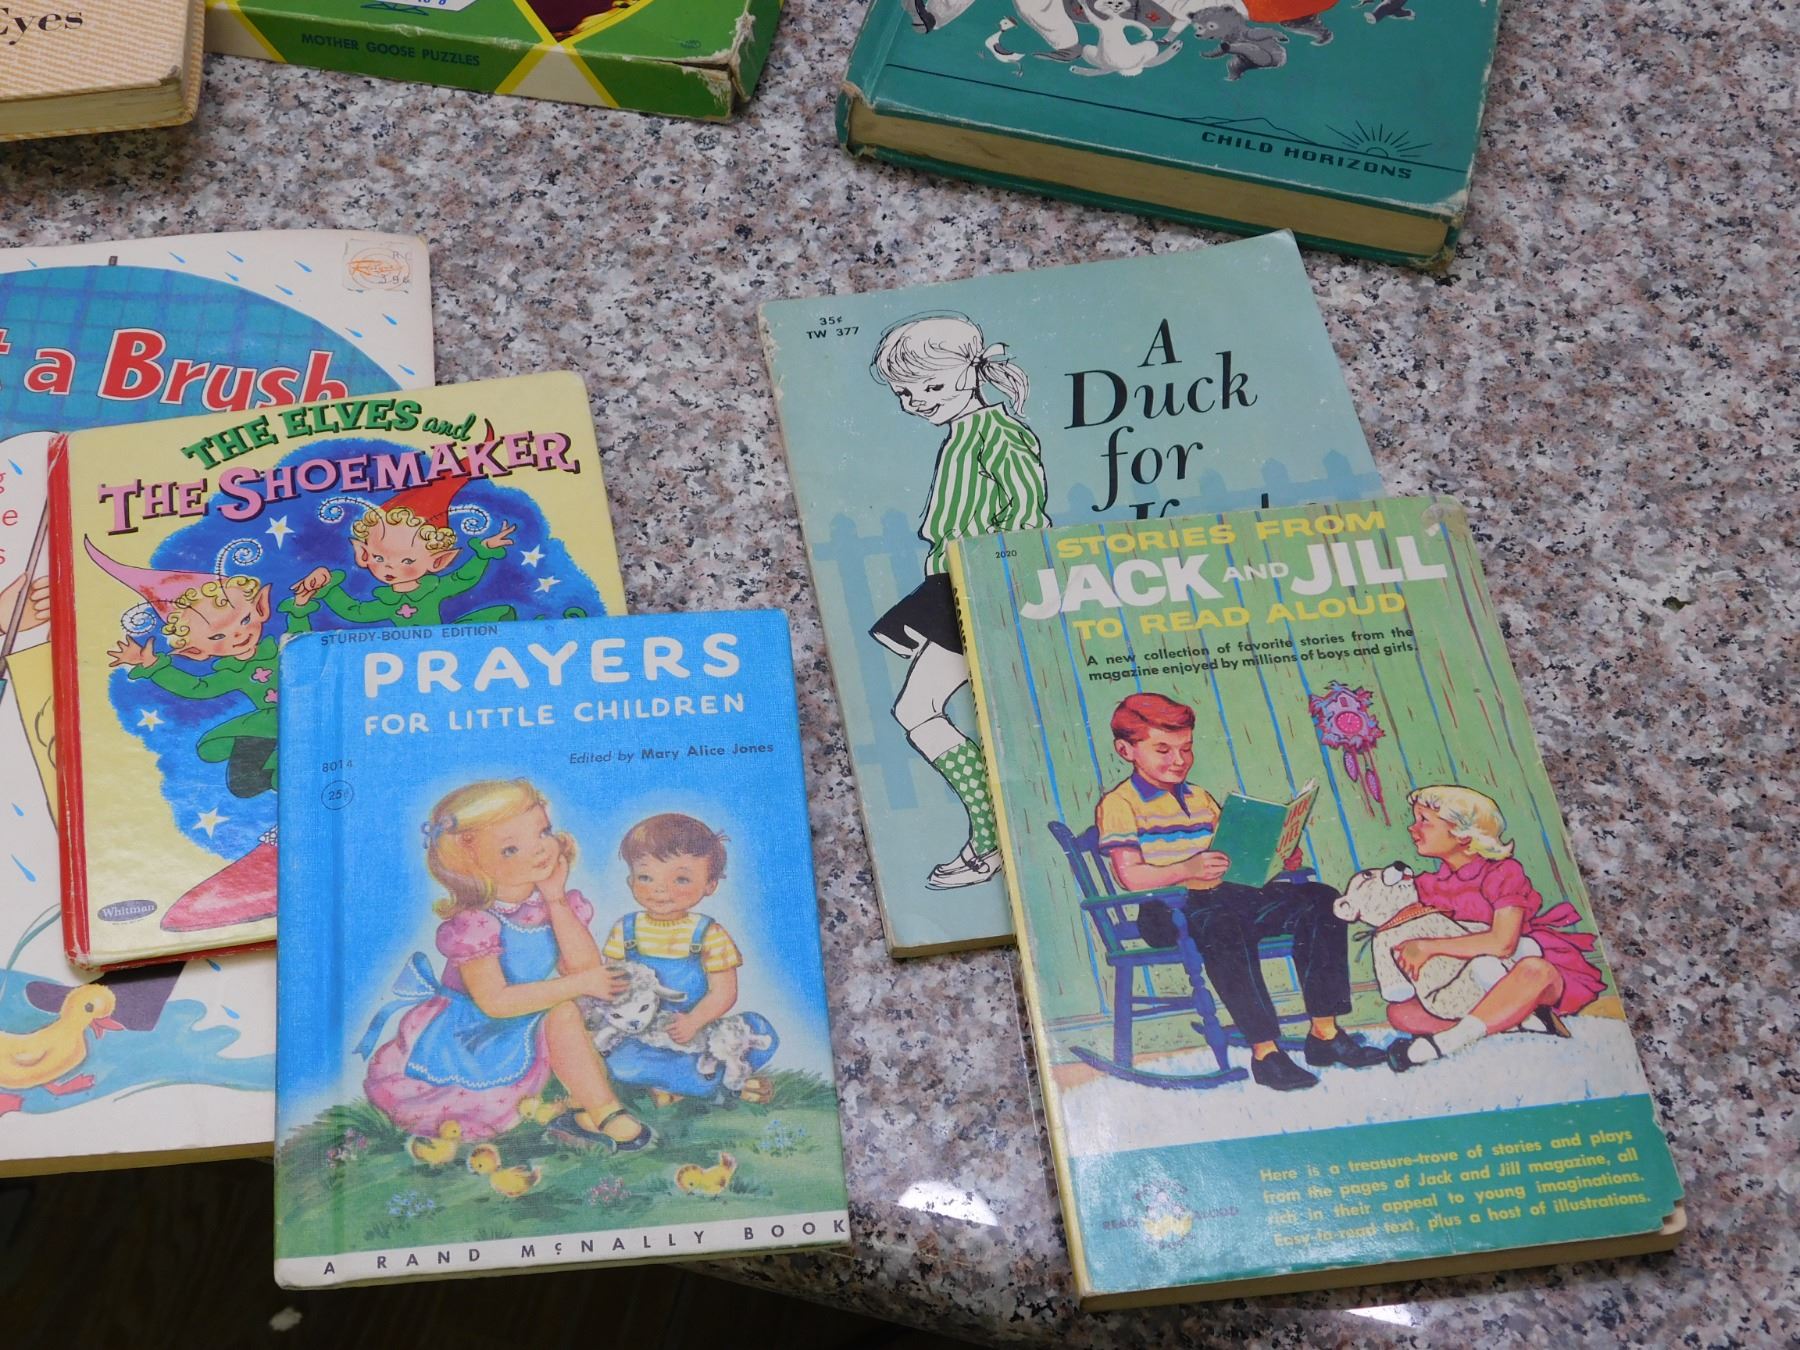 Eyes
MOTHER GOOSE PUZZLES
CHILD HORIZONS
a Brush
THE ELVES and
THE SHOEMAKER
Whitman
35¢
TW 377
A
Duck
for
STURDY-BOUND EDITION
PRAYERS
FOR LITTLE CHILDREN
Edited by Mary Alice Jones
8014
25¢
A RAND McNALLY BOOK
2020
STORIES FROM
JACK AND JILL
TO READ ALOUD
A new collection of favorite stories from the
magazine enjoyed by millions of boys and girls.
JACK
JILL
READ ALOUD
Here is a treasure-trove of stories and plays
from the pages of Jack and Jill magazine, all
rich in their appeal to young imaginations.
Easy-to-read text, plus a host of illustrations.